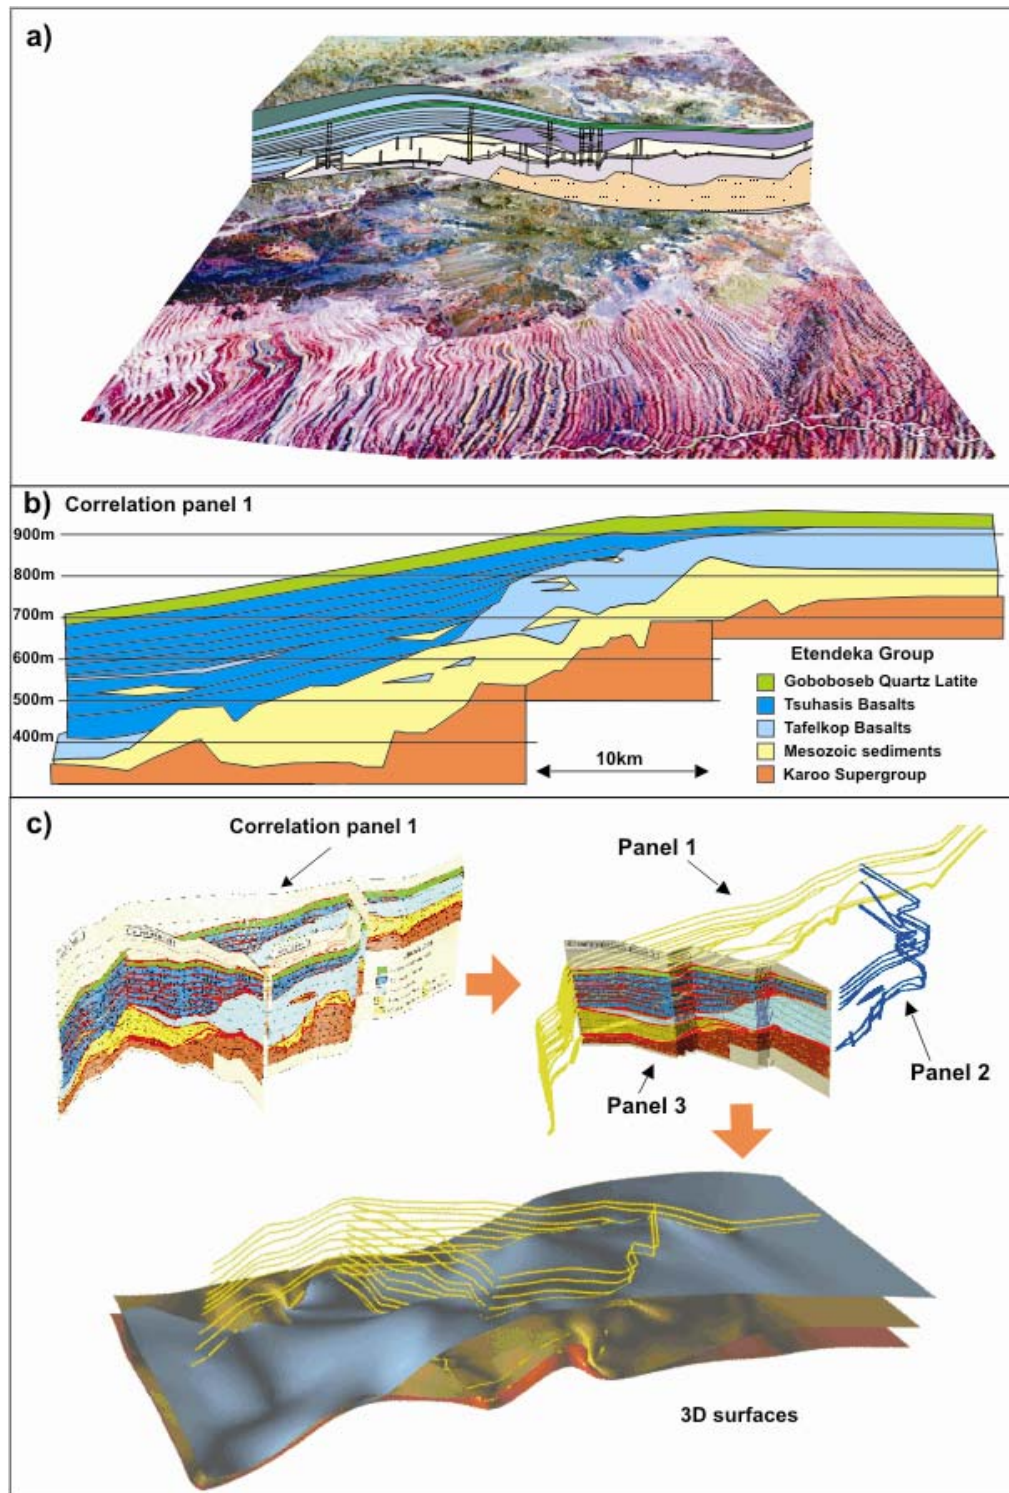 a)
b) Correlation panel 1
900m
800m
700m
600m
500m
400m
Etendeka Group
Goboboseb Quartz Latite
Tsuhasis Basalts
Tafelkop Basalts
Mesozoic sediments
Karoo Supergroup
10km
c)
Correlation panel 1
Panel 1
Panel 2
Panel 3
3D surfaces